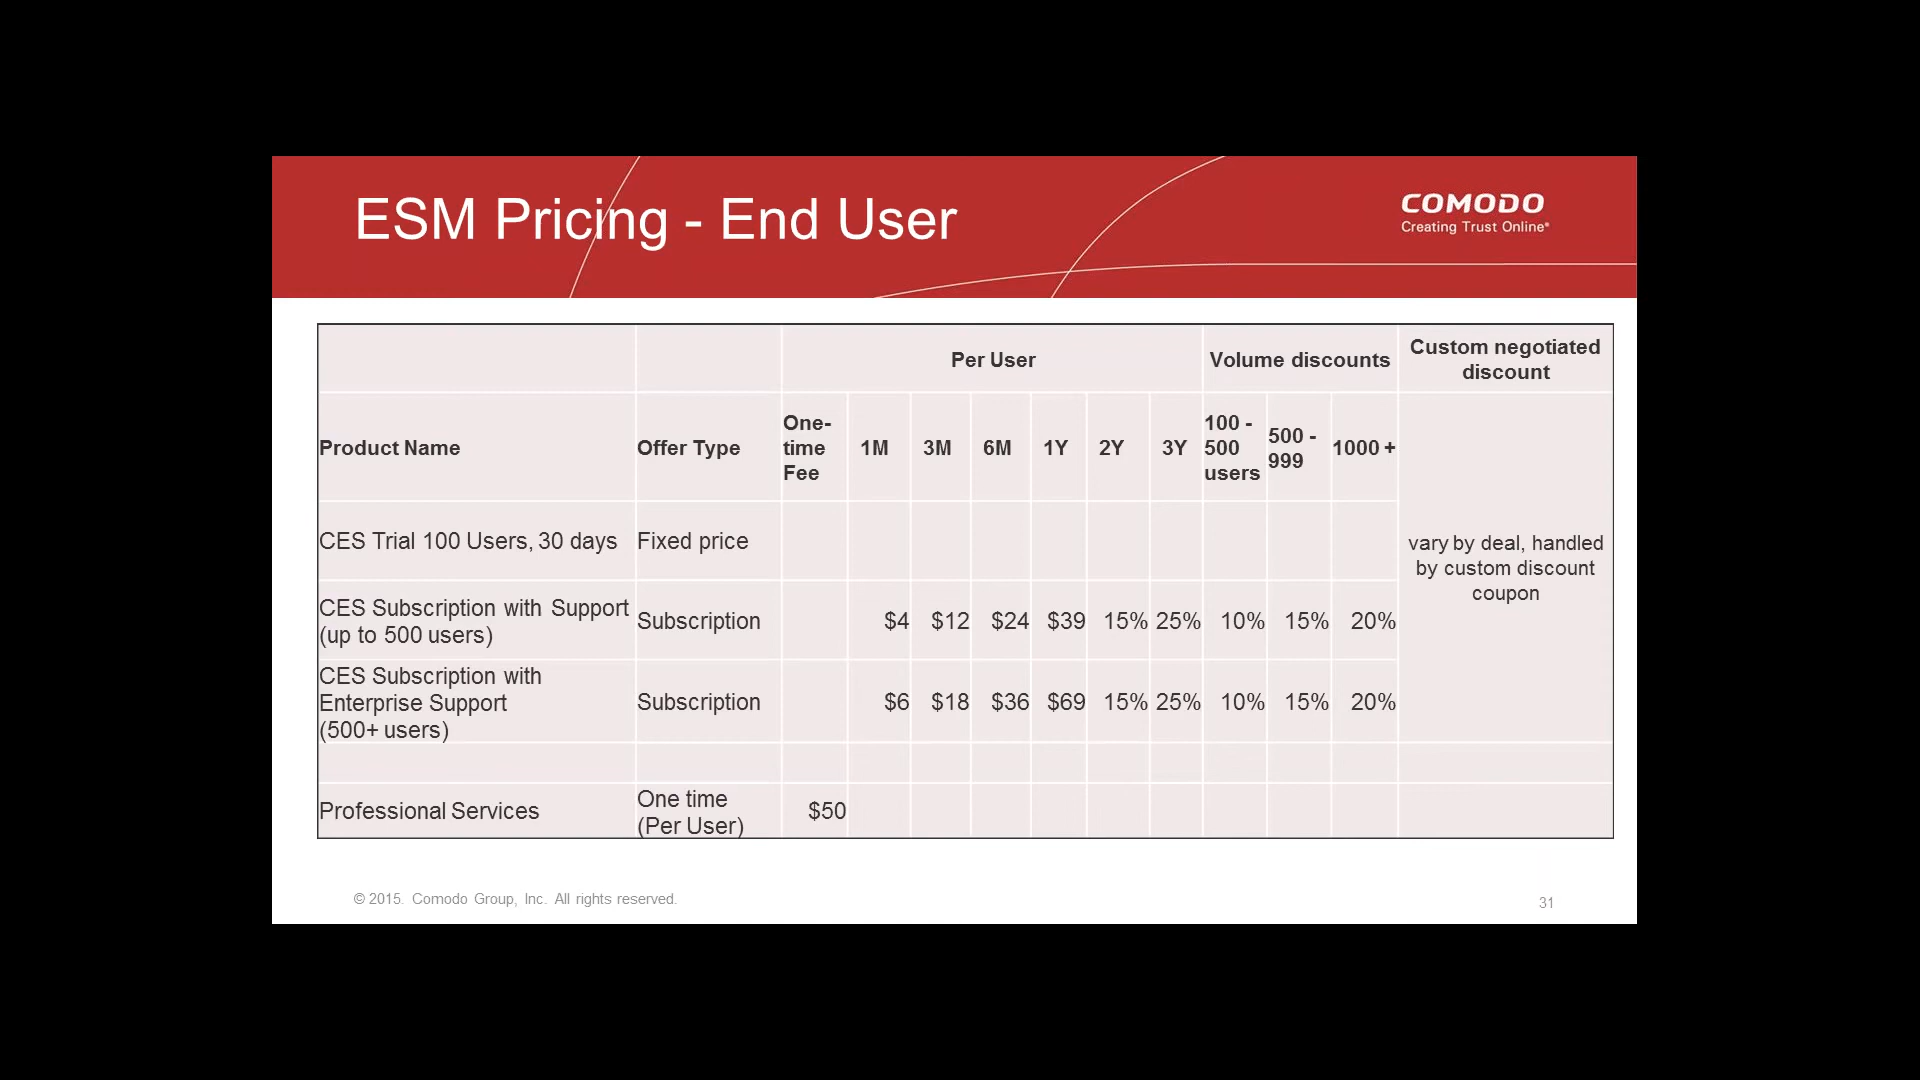 ESM Pricing - End User
COMODO
Creating Trust Online®
Per User
Volume discounts
Custom negotiated
discount
Product Name
Offer Type
One-
time
Fee
1M
3M
6M
1Y
2Y
3Y
100 -
500
users
500 -
999
1000 +
CES Trial 100 Users, 30 days
Fixed price
vary by deal, handled
by custom discount
coupon
CES Subscription with Support
(up to 500 users)
Subscription
$4
$12
$24
$39
15%
25%
10%
15%
20%
CES Subscription with
Enterprise Support
(500+ users)
Subscription
$6
$18
$36
$69
15%
25%
10%
15%
20%
Professional Services
One time
(Per User)
$50
© 2015. Comodo Group, Inc. All rights reserved.
31